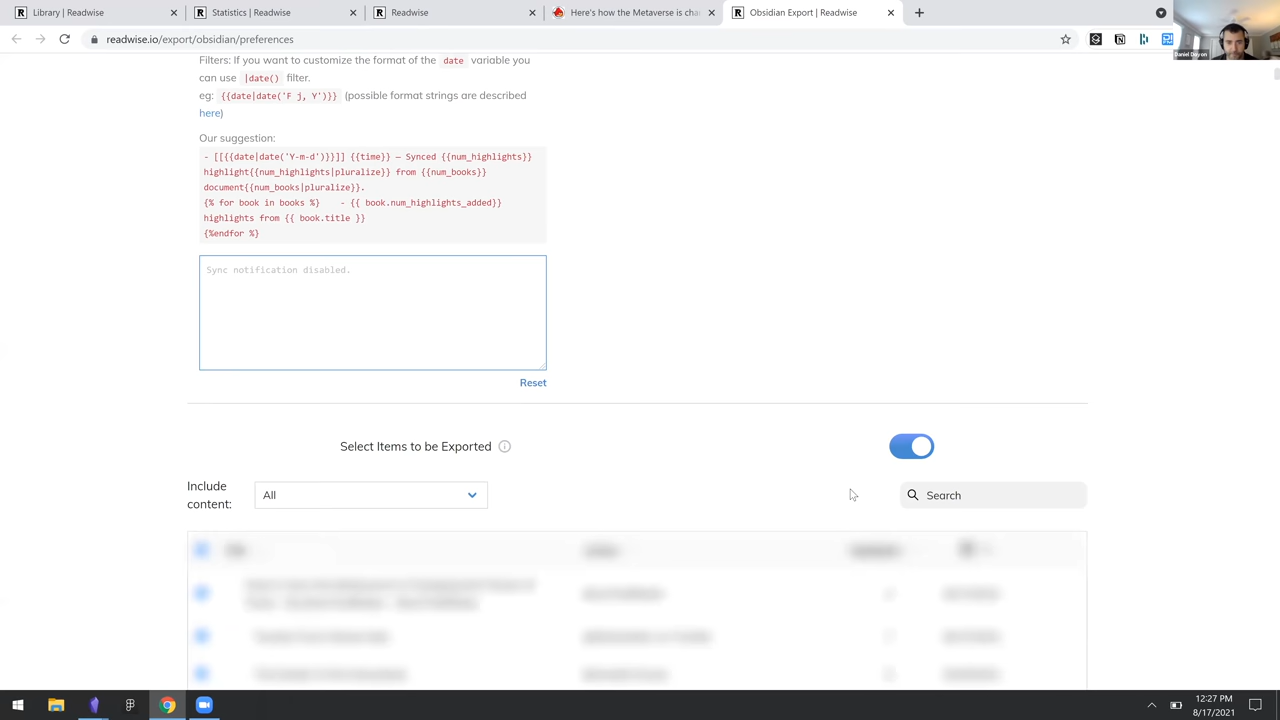 Library | Readwise
Statistics | Readwise
Readwise
Here's how the Metaverse is cha
Obsidian Export | Readwise
readwise.io/export/obsidian/preferences
Daniel Doyon
Filters: If you want to customize the format of the date variable you
can use |date() filter.
eg: {{date|date('F j, Y')}} (possible format strings are described
here)
Our suggestion:
- [[{{date|date('Y-m-d')}}]] {{time}} — Synced {{num_highlights}}
highlight{{num_highlights|pluralize}} from {{num_books}}
document{{num_books|pluralize}}.
{% for book in books %} - {{ book.num_highlights_added}}
highlights from {{ book.title }}
{%endfor %}
Sync notification disabled.
Reset
Select Items to be Exported
Include
content:
All
Search
12:27 PM
8/17/2021